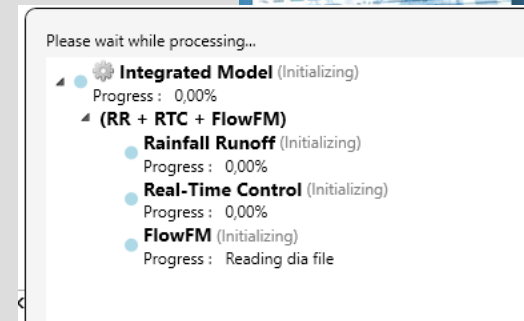 Please wait while processing...
Integrated Model (Initializing)
Progress : 0,00%
(RR + RTC + FlowFM)
Rainfall Runoff (Initializing)
Progress : 0,00%
Real-Time Control (Initializing)
Progress : 0,00%
FlowFM (Initializing)
Progress : Reading dia file